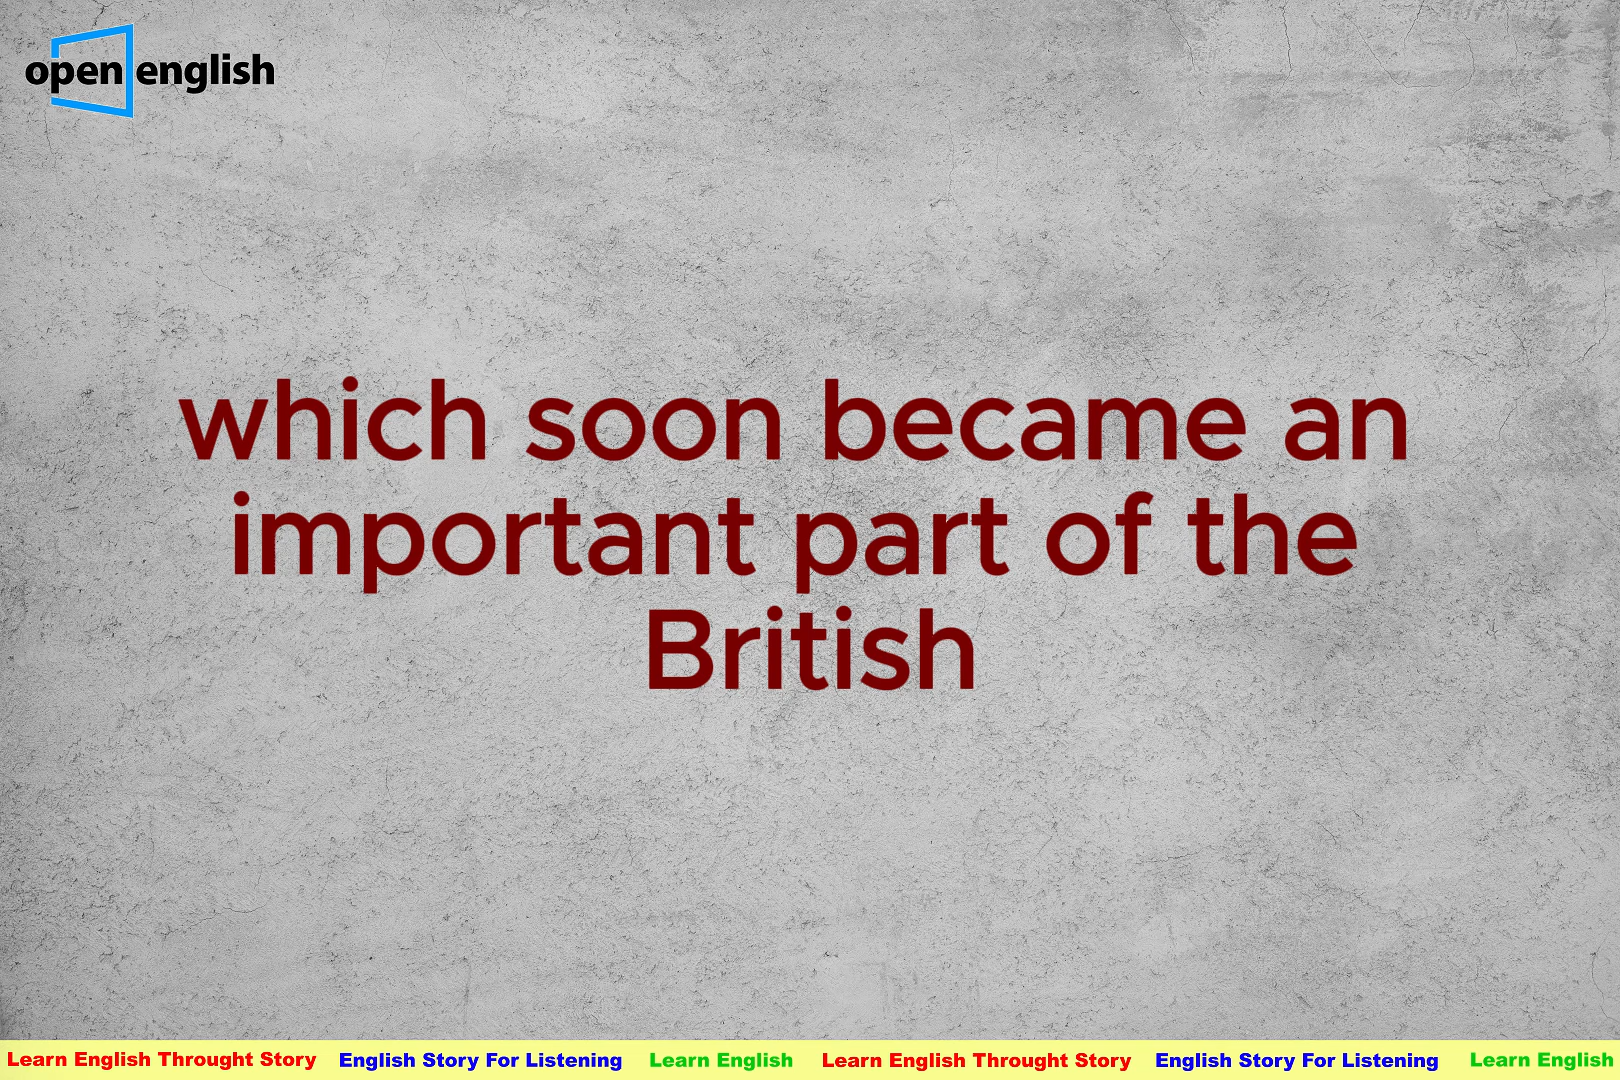 open english
which soon became an
important part of the
British
Learn English Throught Story English Story For Listening Learn English Learn English Throught Story English Story For Listening Learn English